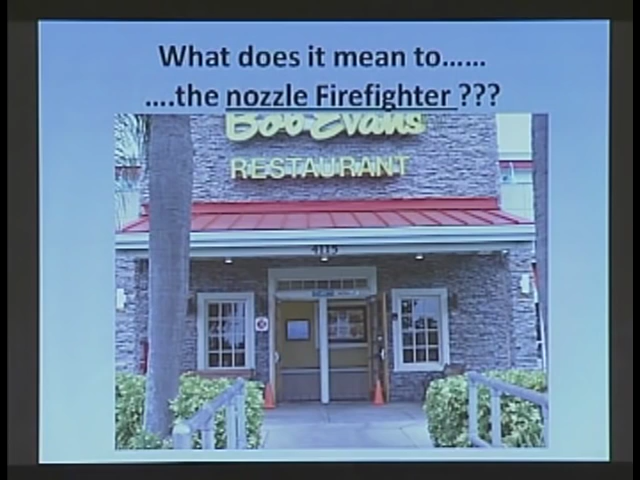 What does it mean to……
….the nozzle Firefighter ???
Bob Evans
RESTAURANT
4115